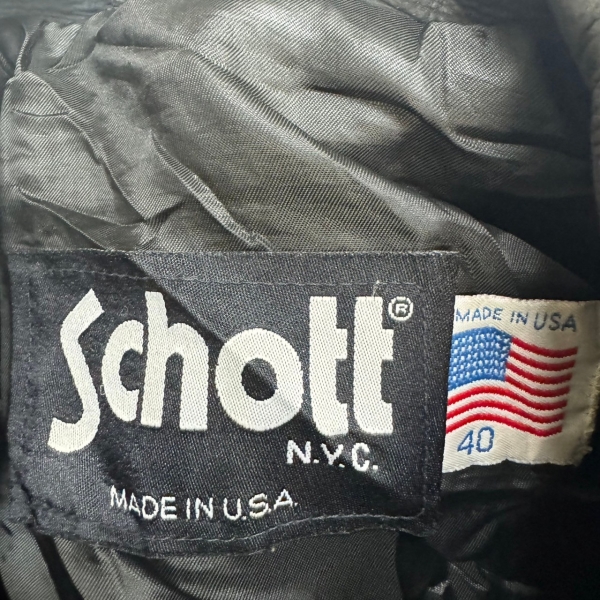 Schott®
N.Y.C.
MADE IN U.S.A.
MADE IN USA
40